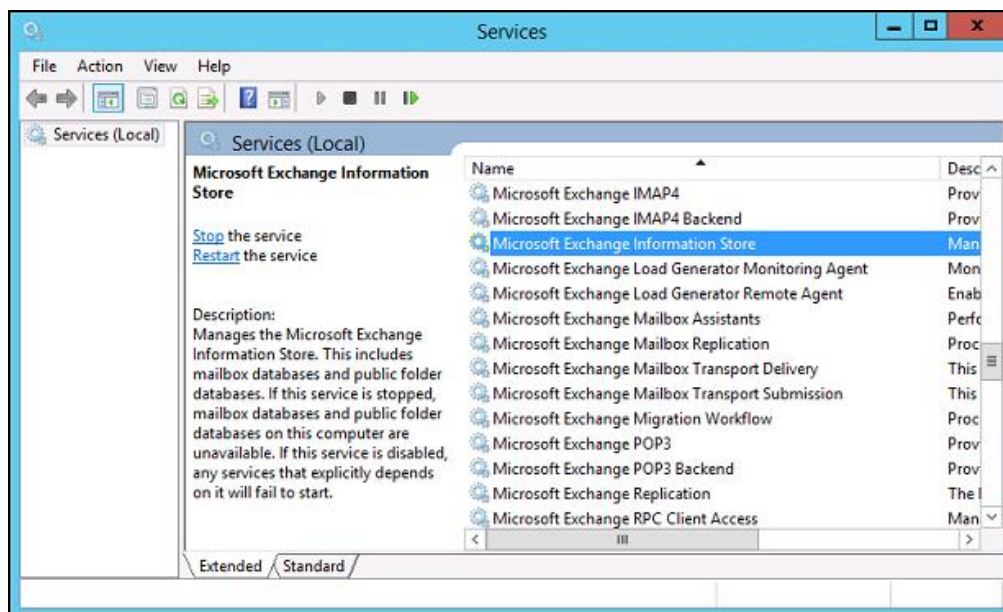 Services
File Action View Help
Services (Local)
Services (Local)
Microsoft Exchange Information
Store
Stop the service
Restart the service
Description:
Manages the Microsoft Exchange
Information Store. This includes
mailbox databases and public folder
databases. If this service is stopped,
mailbox databases and public folder
databases on this computer are
unavailable. If this service is disabled,
any services that explicitly depends
on it will fail to start.
Name Desc
Microsoft Exchange IMAP4 Prov
Microsoft Exchange IMAP4 Backend Prov
Microsoft Exchange Information Store Man
Microsoft Exchange Load Generator Monitoring Agent Mon
Microsoft Exchange Load Generator Remote Agent Enab
Microsoft Exchange Mailbox Assistants Perfc
Microsoft Exchange Mailbox Replication Proc
Microsoft Exchange Mailbox Transport Delivery This
Microsoft Exchange Mailbox Transport Submission This
Microsoft Exchange Migration Workflow Proc
Microsoft Exchange POP3 Prov
Microsoft Exchange POP3 Backend Prov
Microsoft Exchange Replication The
Microsoft Exchange RPC Client Access Man
Extended Standard